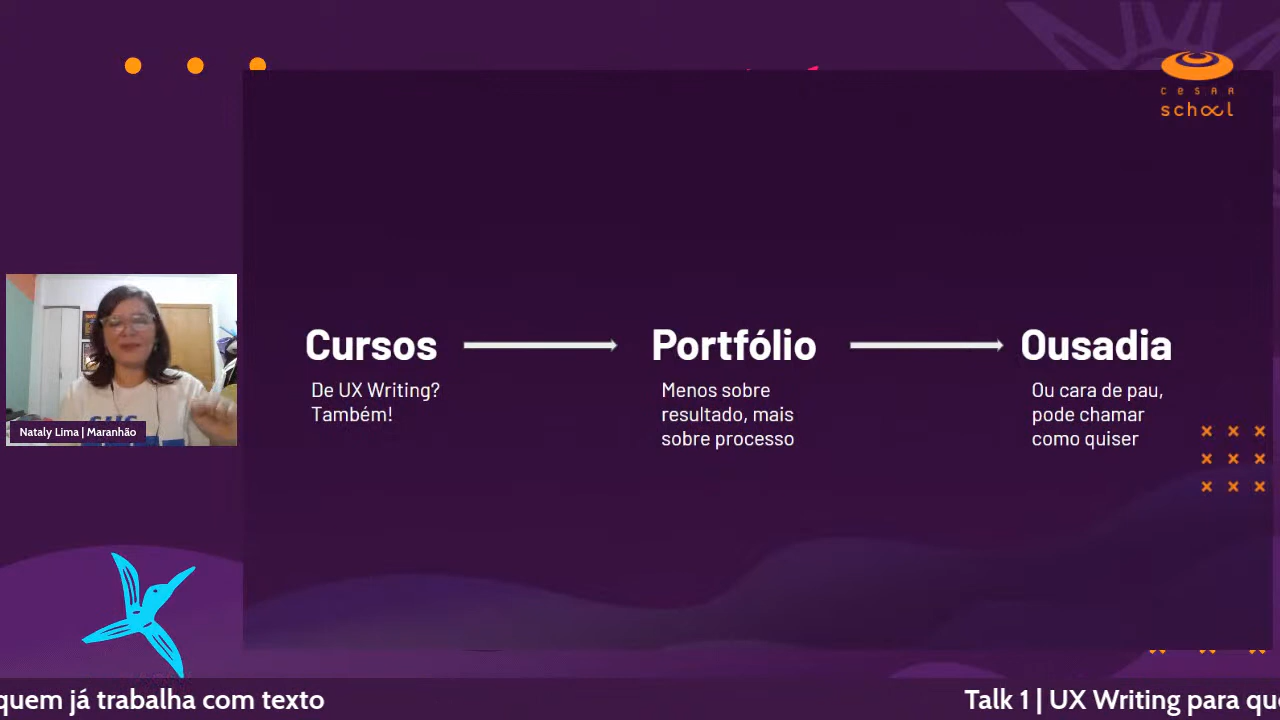 cesar
school
Cursos
De UX Writing?
Também!
Portfólio
Menos sobre
resultado, mais
sobre processo
Ousadia
Ou cara de pau,
pode chamar
como quiser
Nataly Lima | Maranhão
quem já trabalha com texto
Talk 1 | UX Writing para qu